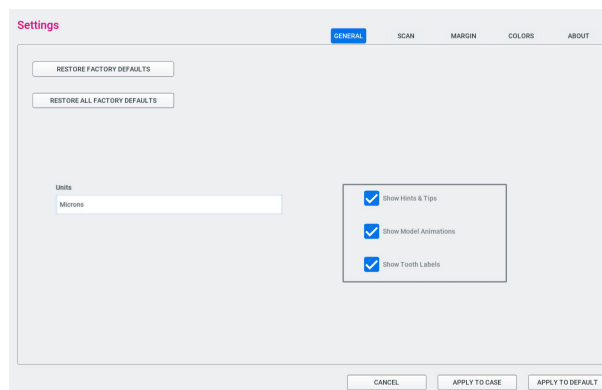 Settings
GENERAL SCAN MARGIN COLORS ABOUT
RESTORE FACTORY DEFAULTS
RESTORE ALL FACTORY DEFAULTS
Units
Microns
Show Hints & Tips
Show Model Animations
Show Tooth Labels
CANCEL APPLY TO CASE APPLY TO DEFAULT